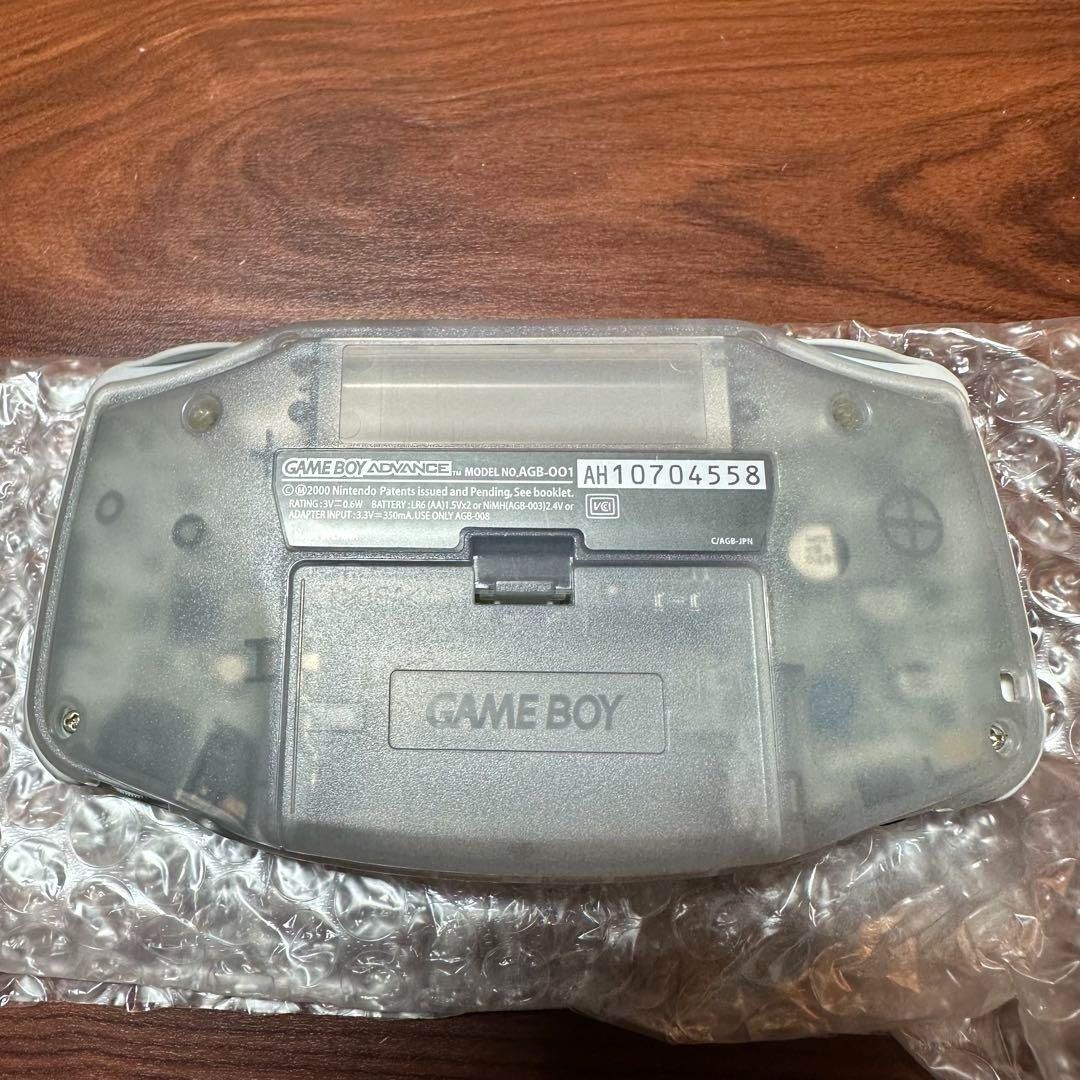 GAME BOY ADVANCE™ MODEL NO.AGB-001 AH10704558
©Ⓜ2000 Nintendo Patents issued and Pending, See booklet.
RATING:3V⎓0.6W BATTERY:LR6 (AA)1.5Vx2 or NiMH(AGB-003)2.4V or
ADAPTER INPUT:3.3V⎓350mA. USE ONLY AGB-008
VCI
C/AGB-JPN
GAME BOY